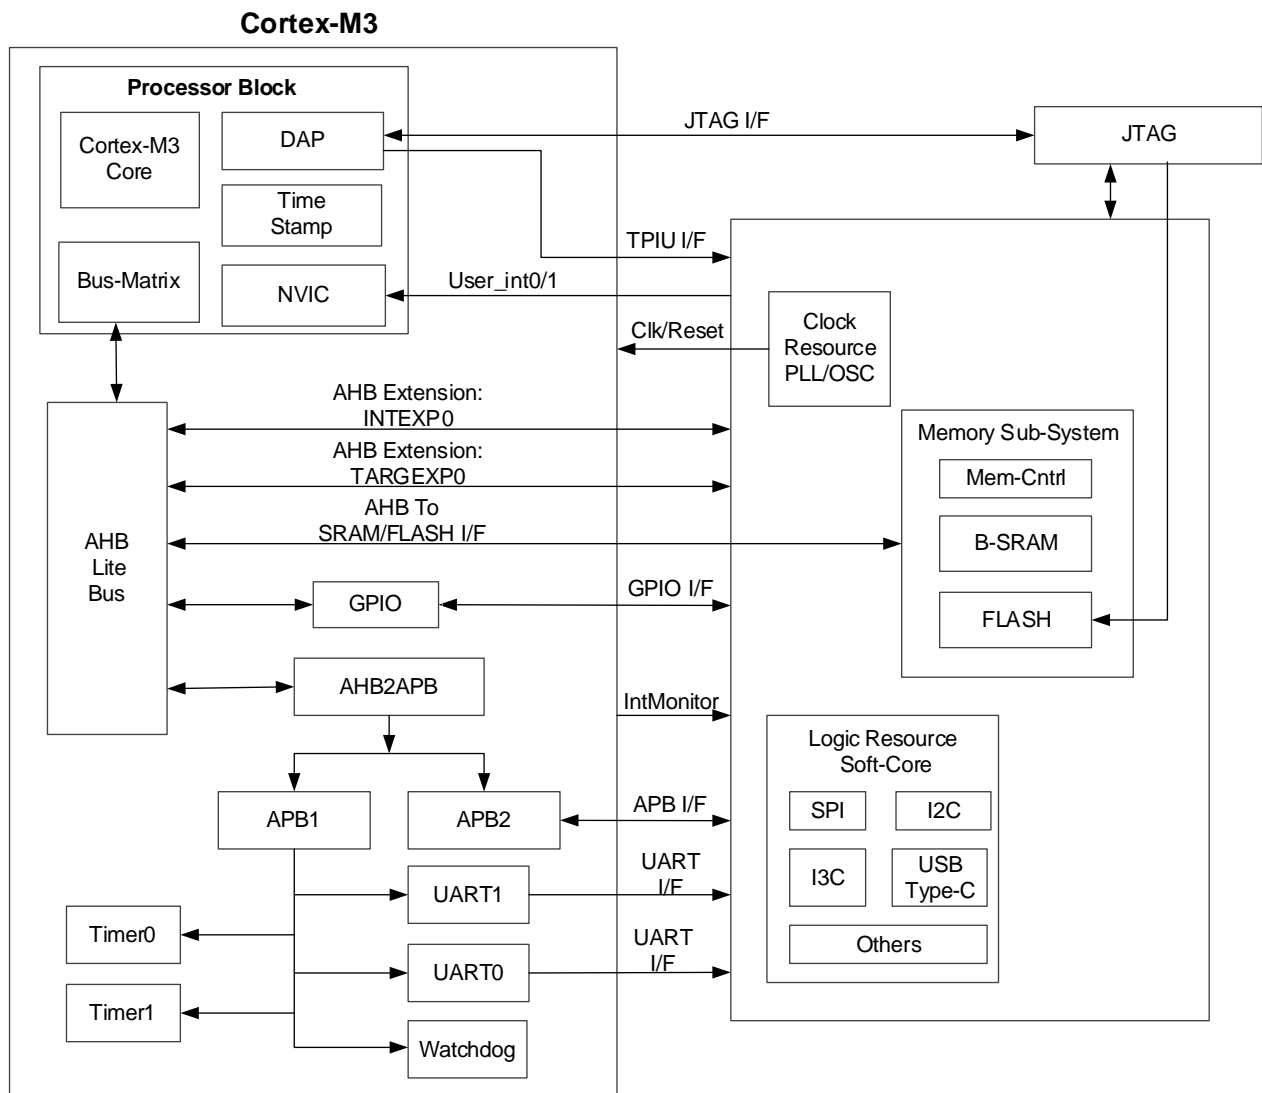 Cortex-M3
Processor Block
Cortex-M3
Core
DAP
Time
Stamp
Bus-Matrix
NVIC
JTAG I/F
JTAG
TPIU I/F
User_int0/1
Clk/Reset
Clock
Resource
PLL/OSC
AHB Extension:
INTEXP0
AHB Extension:
TARGEXP0
AHB To
SRAM/FLASH I/F
AHB
Lite
Bus
Memory Sub-System
Mem-Cntrl
B-SRAM
FLASH
GPIO
GPIO I/F
AHB2APB
IntMonitor
Logic Resource
Soft-Core
SPI
I2C
I3C
USB
Type-C
Others
APB1
APB2
APB I/F
UART1
UART
I/F
Timer0
UART0
UART
I/F
Timer1
Watchdog